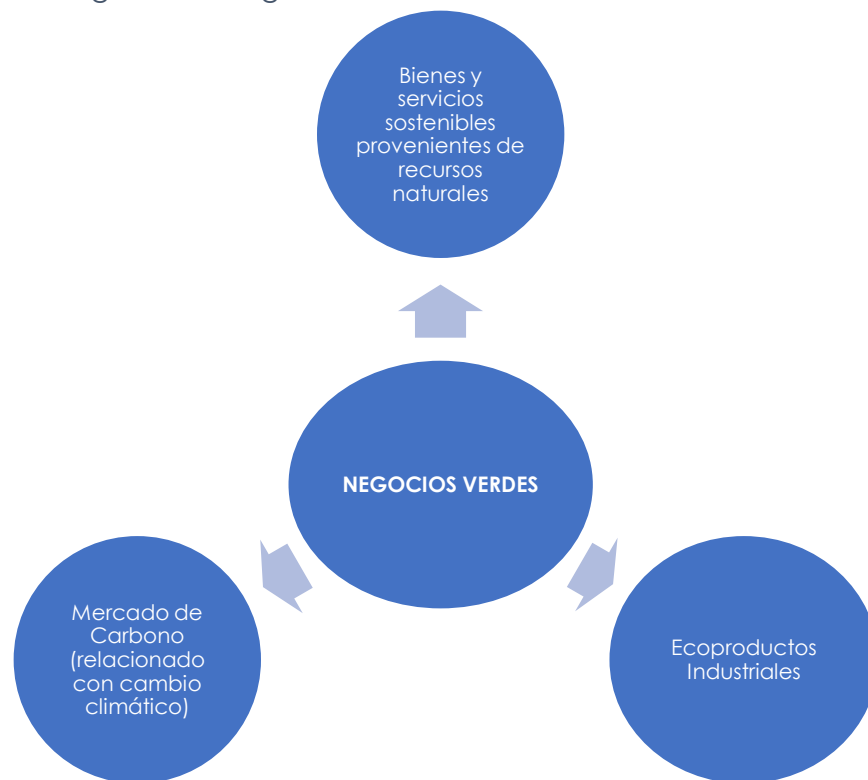 Bienes y
servicios
sostenibles
provenientes de
recursos
naturales
NEGOCIOS VERDES
Mercado de
Carbono
(relacionado
con cambio
climático)
Ecoproductos
Industriales